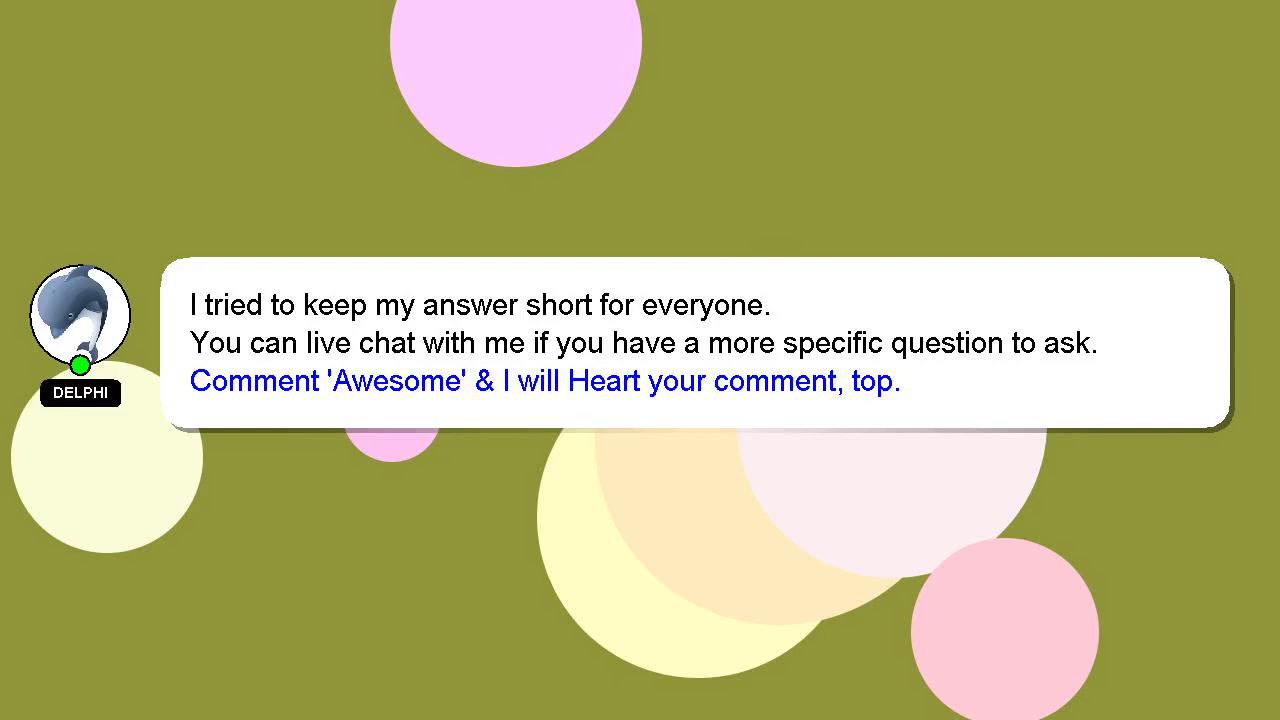 I tried to keep my answer short for everyone.
You can live chat with me if you have a more specific question to ask.
Comment 'Awesome' & I will Heart your comment, top.
DELPHI